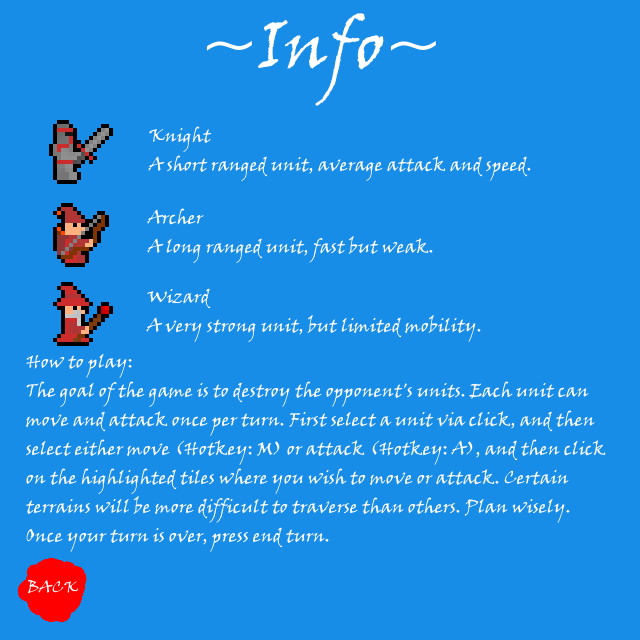 ~Info~
Knight
A short ranged unit, average attack and speed.
Archer
A long ranged unit, fast but weak.
Wizard
A very strong unit, but limited mobility.
How to play:
The goal of the game is to destroy the opponent's units. Each unit can
move and attack once per turn. First select a unit via click, and then
select either move (Hotkey: M) or attack (Hotkey: A), and then click
on the highlighted tiles where you wish to move or attack. Certain
terrains will be more difficult to traverse than others. Plan wisely.
Once your turn is over, press end turn.
BACK